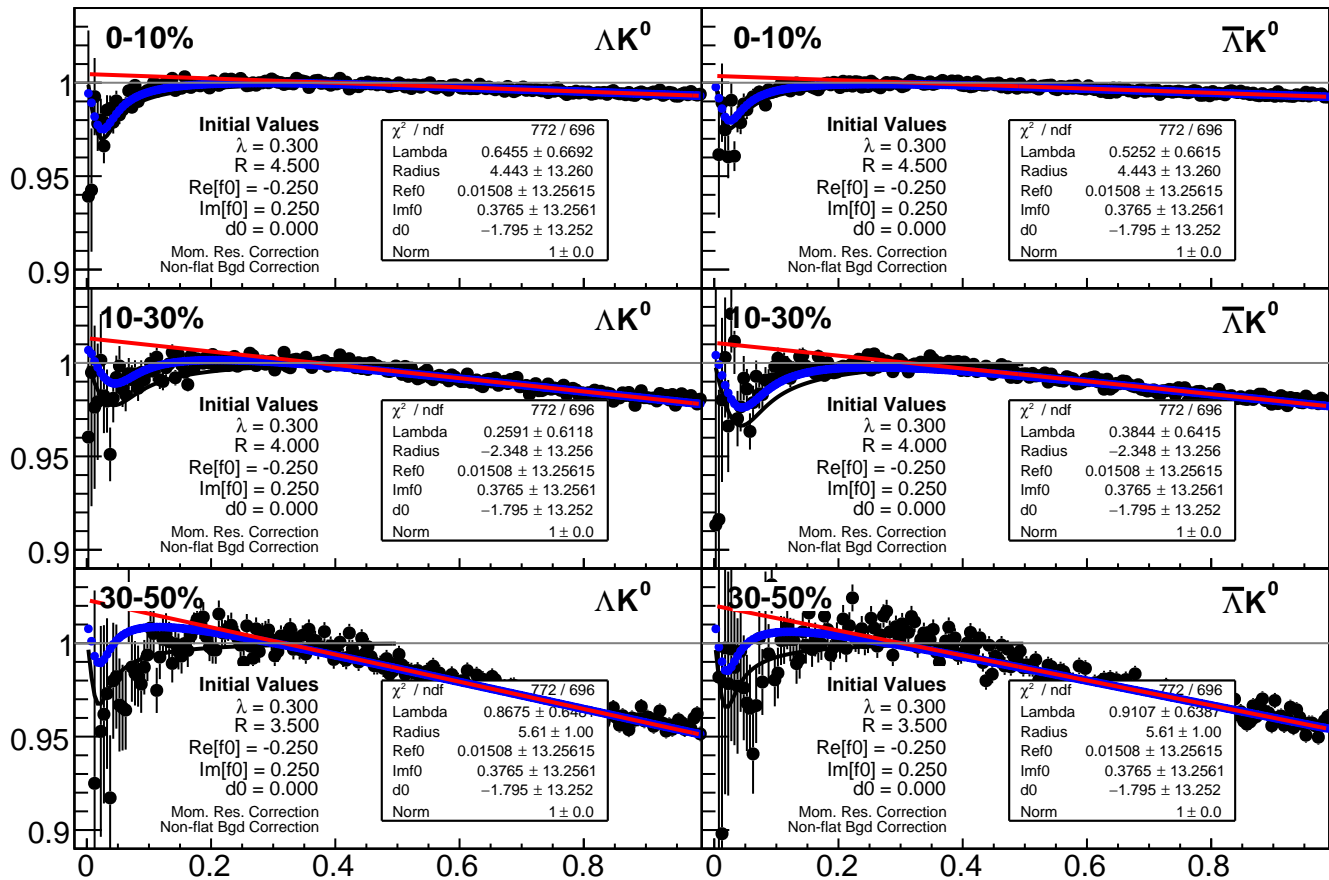 0-10%
ΛK⁰
1
0.95
0.9
Initial Values
λ = 0.300
R = 4.500
Re[f0] = -0.250
Im[f0] = 0.250
d0 = 0.000
Mom. Res. Correction
Non-flat Bgd Correction
χ² / ndf 772 / 696
Lambda 0.6455 ± 0.6692
Radius 4.443 ± 13.260
Ref0 0.01508 ± 13.25615
Imf0 0.3765 ± 13.2561
d0 −1.795 ± 13.252
Norm 1 ± 0.0
0-10%
Λ̅K⁰
Initial Values
λ = 0.300
R = 4.500
Re[f0] = -0.250
Im[f0] = 0.250
d0 = 0.000
Mom. Res. Correction
Non-flat Bgd Correction
χ² / ndf 772 / 696
Lambda 0.5252 ± 0.6615
Radius 4.443 ± 13.260
Ref0 0.01508 ± 13.25615
Imf0 0.3765 ± 13.2561
d0 −1.795 ± 13.252
Norm 1 ± 0.0
10-30%
ΛK⁰
1
0.95
0.9
Initial Values
λ = 0.300
R = 4.000
Re[f0] = -0.250
Im[f0] = 0.250
d0 = 0.000
Mom. Res. Correction
Non-flat Bgd Correction
χ² / ndf 772 / 696
Lambda 0.2591 ± 0.6118
Radius −2.348 ± 13.256
Ref0 0.01508 ± 13.25615
Imf0 0.3765 ± 13.2561
d0 −1.795 ± 13.252
Norm 1 ± 0.0
10-30%
Λ̅K⁰
Initial Values
λ = 0.300
R = 4.000
Re[f0] = -0.250
Im[f0] = 0.250
d0 = 0.000
Mom. Res. Correction
Non-flat Bgd Correction
χ² / ndf 772 / 696
Lambda 0.3844 ± 0.6415
Radius −2.348 ± 13.256
Ref0 0.01508 ± 13.25615
Imf0 0.3765 ± 13.2561
d0 −1.795 ± 13.252
Norm 1 ± 0.0
30-50%
ΛK⁰
1
0.95
0.9
Initial Values
λ = 0.300
R = 3.500
Re[f0] = -0.250
Im[f0] = 0.250
d0 = 0.000
Mom. Res. Correction
Non-flat Bgd Correction
χ² / ndf 772 / 696
Lambda 0.8675 ±
Radius 5.61 ± 1.00
Ref0 0.01508 ± 13.25615
Imf0 0.3765 ± 13.2561
d0 −1.795 ± 13.252
Norm 1 ± 0.0
30-50%
Λ̅K⁰
Initial Values
λ = 0.300
R = 3.500
Re[f0] = -0.250
Im[f0] = 0.250
d0 = 0.000
Mom. Res. Correction
Non-flat Bgd Correction
χ² / ndf 772 / 696
Lambda 0.9107 ± 0.6387
Radius 5.61 ± 1.00
Ref0 0.01508 ± 13.25615
Imf0 0.3765 ± 13.2561
d0 −1.795 ± 13.252
Norm 1 ± 0.0
0 0.2 0.4 0.6 0.8 0 0.2 0.4 0.6 0.8